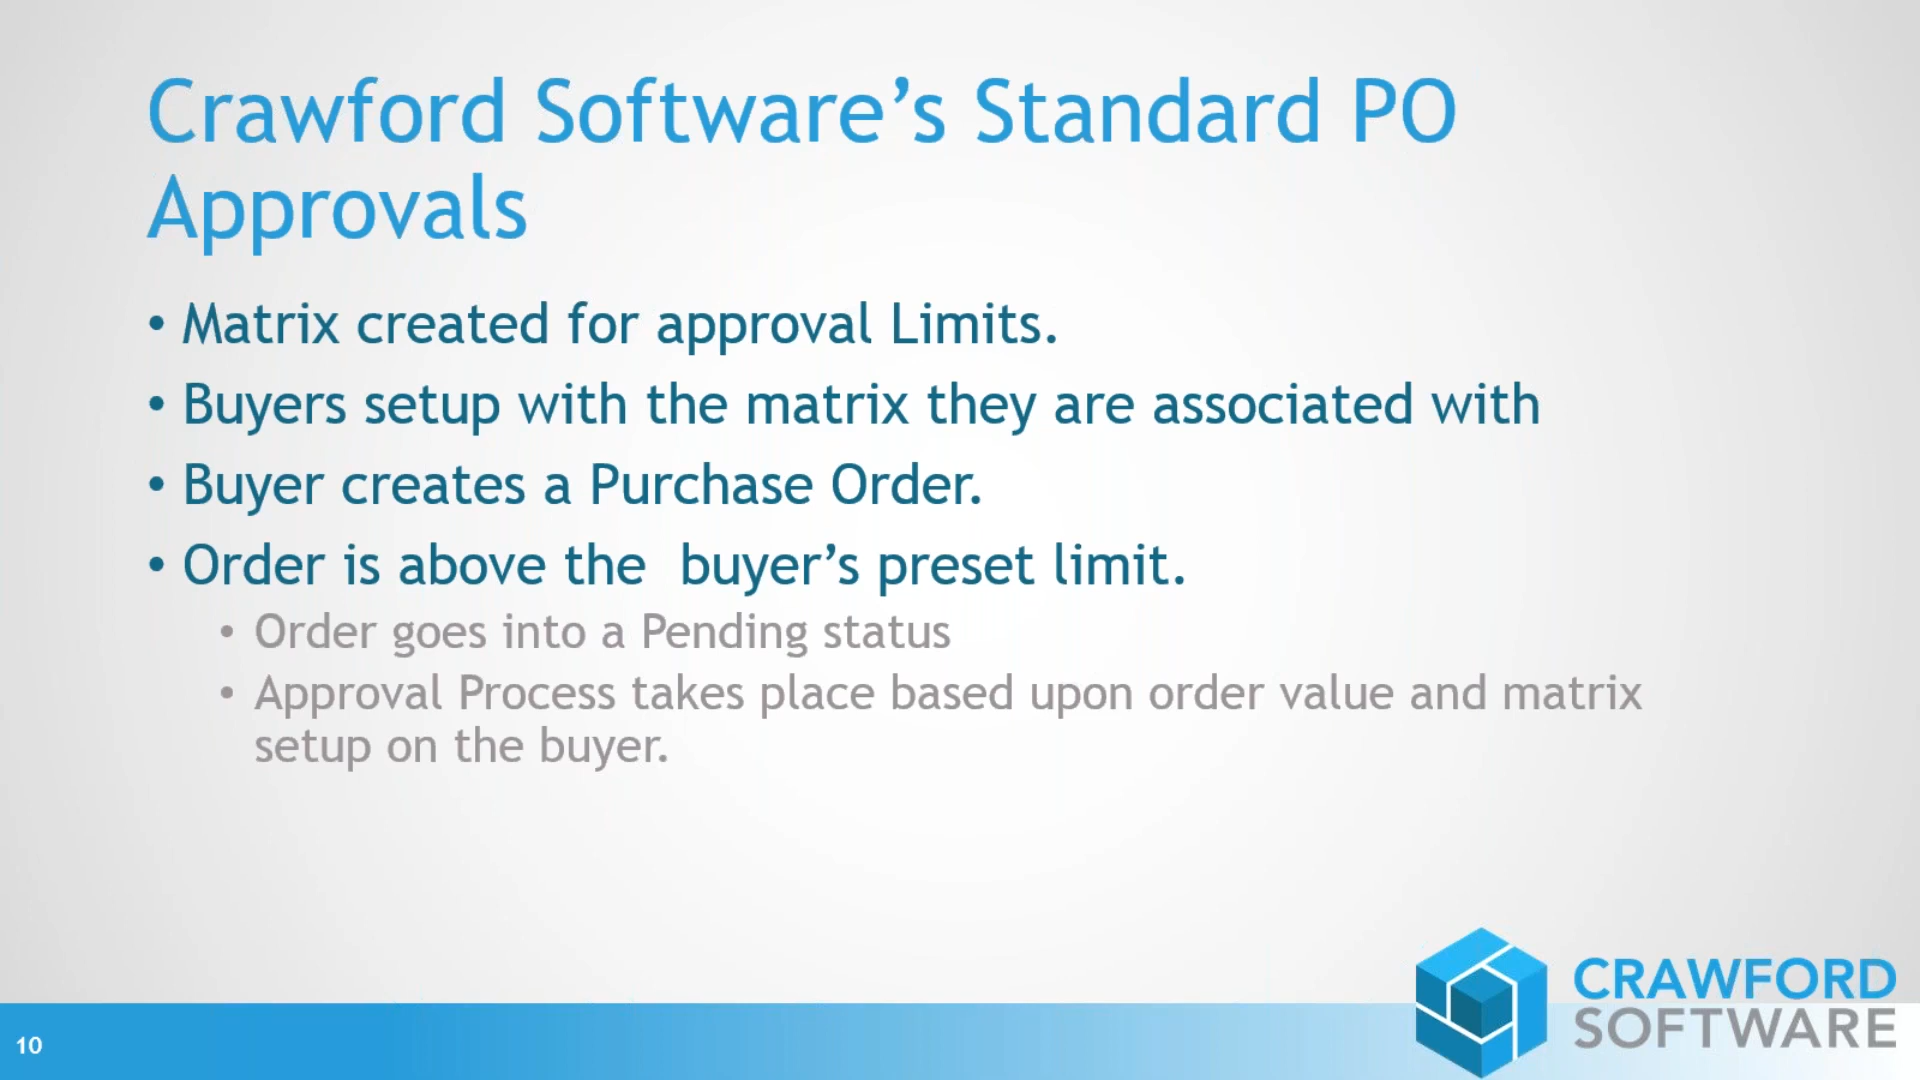 Crawford Software’s Standard PO
Approvals
• Matrix created for approval Limits.
• Buyers setup with the matrix they are associated with
• Buyer creates a Purchase Order.
• Order is above the  buyer’s preset limit.
• Order goes into a Pending status
• Approval Process takes place based upon order value and matrix
setup on the buyer.
CRAWFORD
SOFTWARE
10